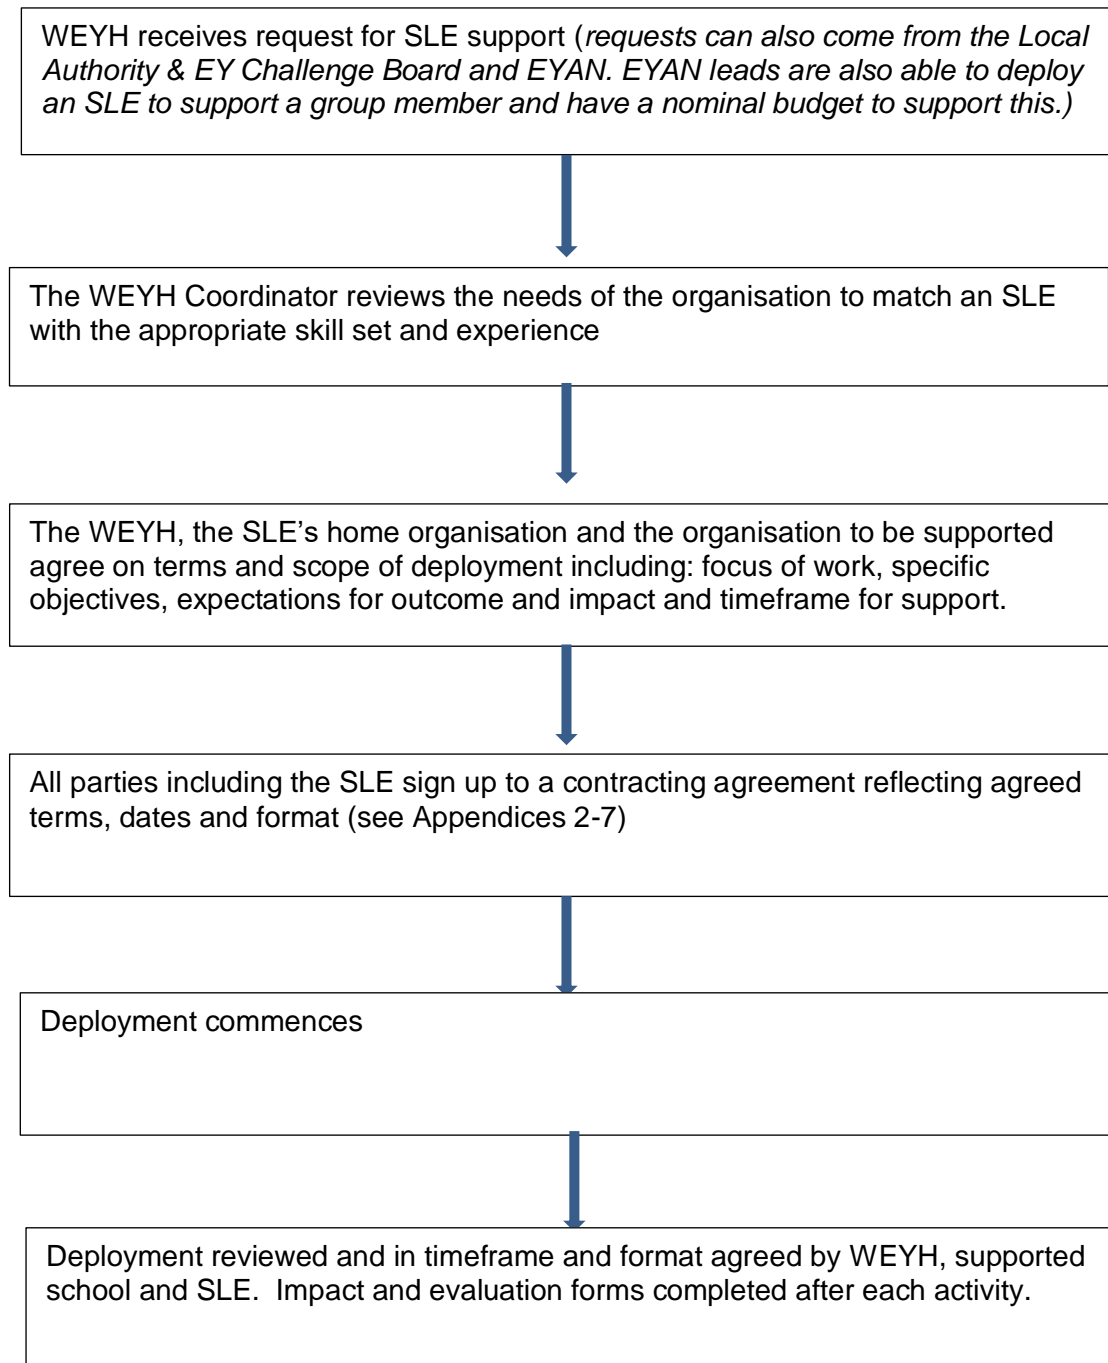 WEYH receives request for SLE support (requests can also come from the Local
Authority & EY Challenge Board and EYAN. EYAN leads are also able to deploy
an SLE to support a group member and have a nominal budget to support this.)
The WEYH Coordinator reviews the needs of the organisation to match an SLE
with the appropriate skill set and experience
The WEYH, the SLE’s home organisation and the organisation to be supported
agree on terms and scope of deployment including: focus of work, specific
objectives, expectations for outcome and impact and timeframe for support.
All parties including the SLE sign up to a contracting agreement reflecting agreed
terms, dates and format (see Appendices 2-7)
Deployment commences
Deployment reviewed and in timeframe and format agreed by WEYH, supported
school and SLE.  Impact and evaluation forms completed after each activity.